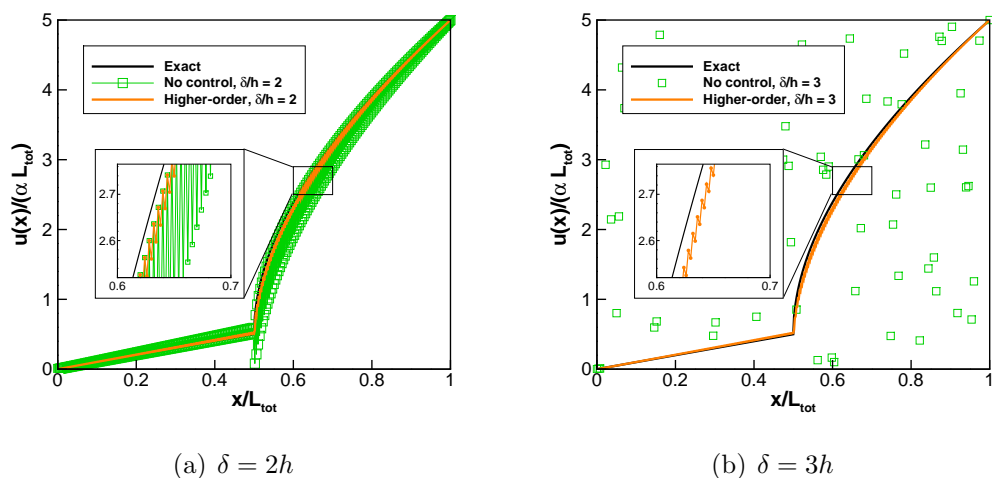 u(x)/(α L_tot)
5
4
3
2
1
0
0
0.2
0.4
0.6
0.8
1
x/L_tot
Exact
No control, δ/h = 2
Higher-order, δ/h = 2
2.7
2.6
0.6
0.7
(a) δ = 2h
u(x)/(α L_tot)
5
4
3
2
1
0
0
0.2
0.4
0.6
0.8
1
x/L_tot
Exact
No control, δ/h = 3
Higher-order, δ/h = 3
2.7
2.6
0.6
0.7
(b) δ = 3h